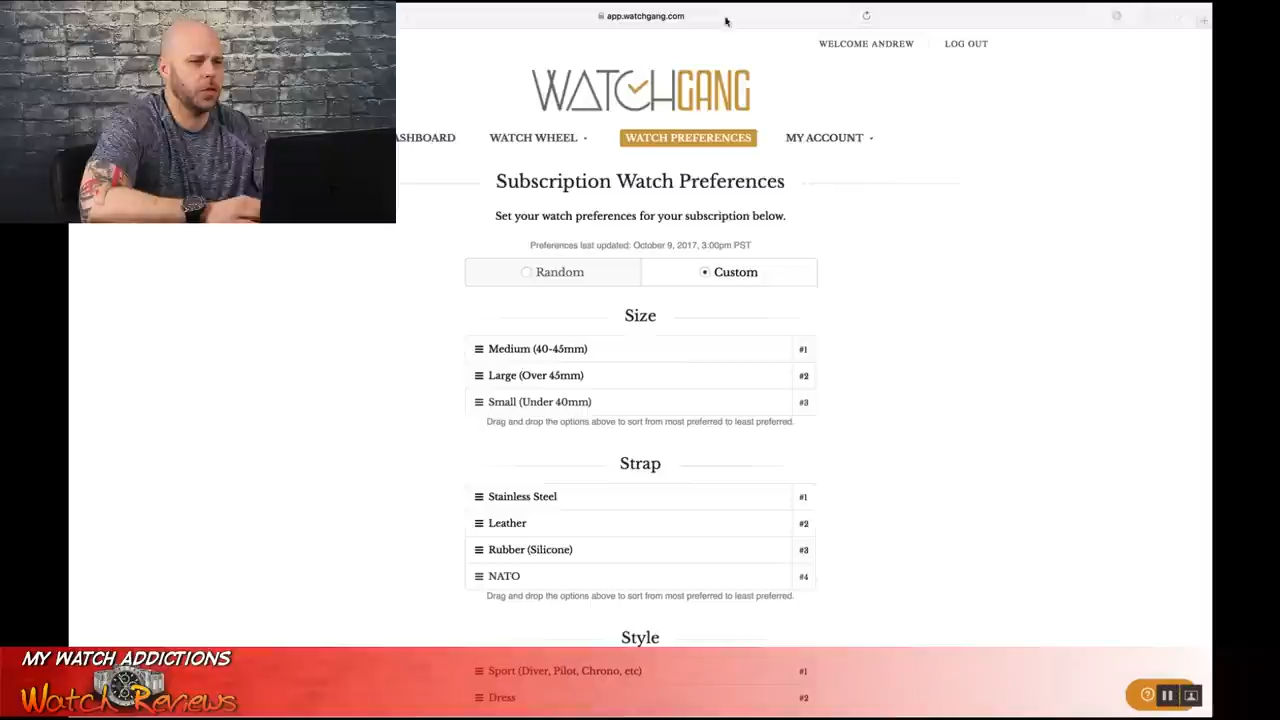 app.watchgang.com
WELCOME ANDREW
LOG OUT
WATCHGANG
ASHBOARD
WATCH WHEEL
WATCH PREFERENCES
MY ACCOUNT
Subscription Watch Preferences
Set your watch preferences for your subscription below.
Preferences last updated: October 9, 2017, 3:00pm PST
Random
Custom
Size
Medium (40-45mm) #1
Large (Over 45mm) #2
Small (Under 40mm) #3
Drag and drop the options above to sort from most preferred to least preferred.
Strap
Stainless Steel #1
Leather #2
Rubber (Silicone) #3
NATO #4
Drag and drop the options above to sort from most preferred to least preferred.
Style
Sport (Diver, Pilot, Chrono, etc) #1
Dress #2
MY WATCH ADDICTIONS
Watch Reviews